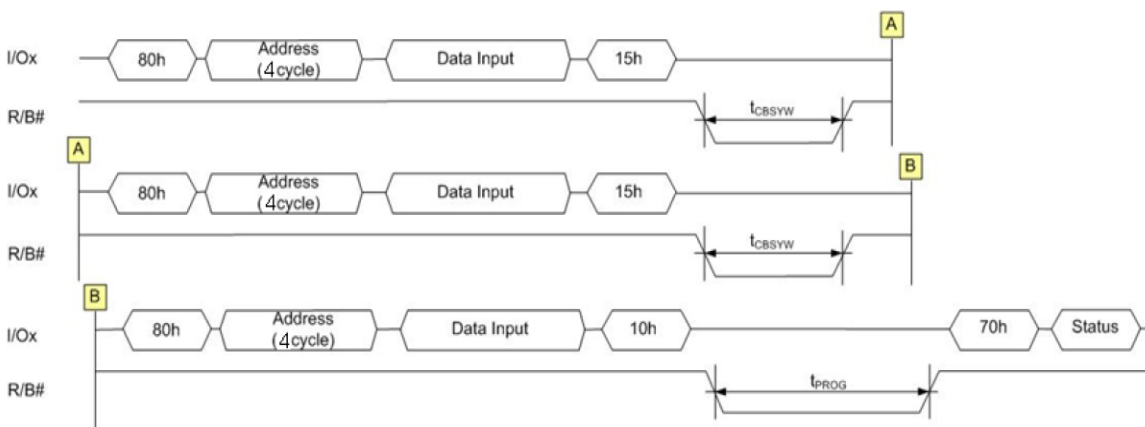 A
I/Ox 80h Address (4cycle) Data Input 15h
R/B# tCBSYW
A B
I/Ox 80h Address (4cycle) Data Input 15h
R/B# tCBSYW
B
I/Ox 80h Address (4cycle) Data Input 10h 70h Status
R/B# tPROG